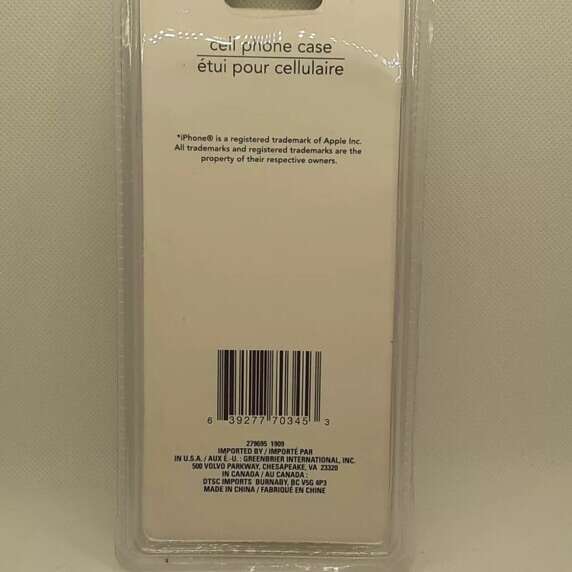 cell phone case
étui pour cellulaire
*iPhone® is a registered trademark of Apple Inc.
All trademarks and registered trademarks are the
property of their respective owners.
6 39277 70345 3
279695 1909
IMPORTED BY / IMPORTÉ PAR
IN U.S.A. / AUX É.-U. : GREENBRIER INTERNATIONAL, INC.
500 VOLVO PARKWAY, CHESAPEAKE, VA 23320
IN CANADA / AU CANADA :
DTSC IMPORTS BURNABY, BC V5G 4P3
MADE IN CHINA / FABRIQUÉ EN CHINE